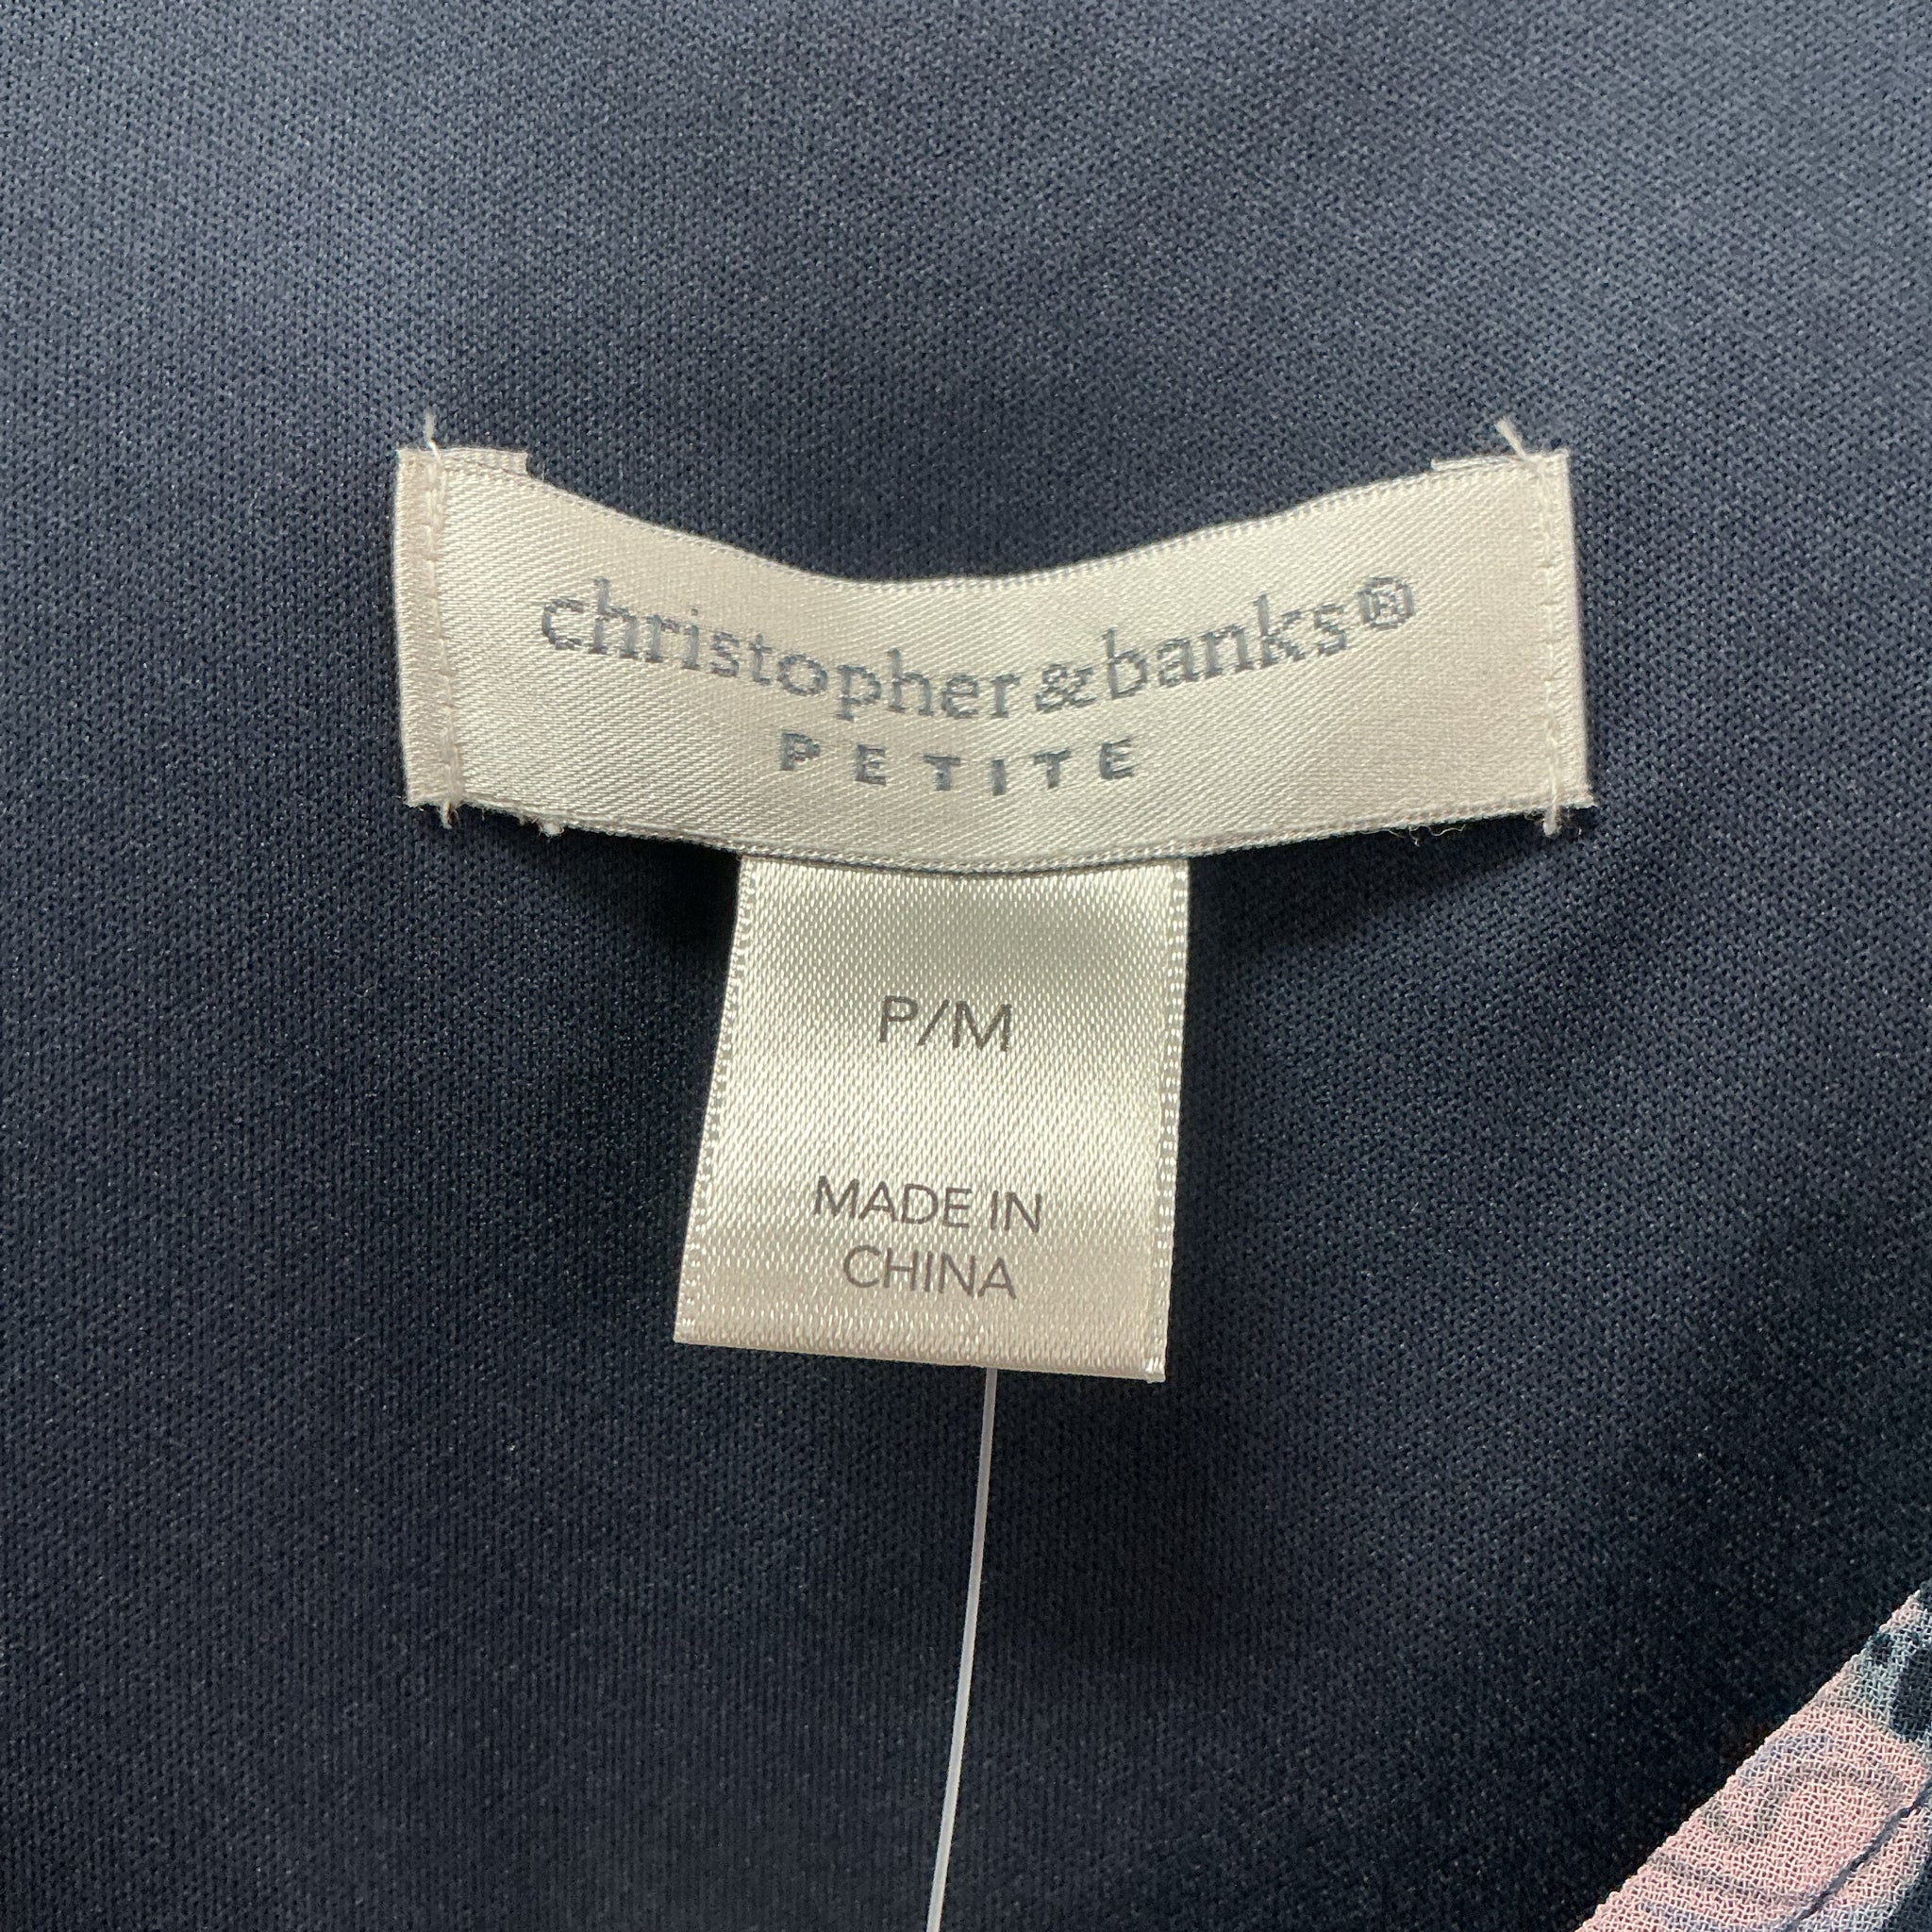 christopher&banks®
PETITE
P/M
MADE IN
CHINA